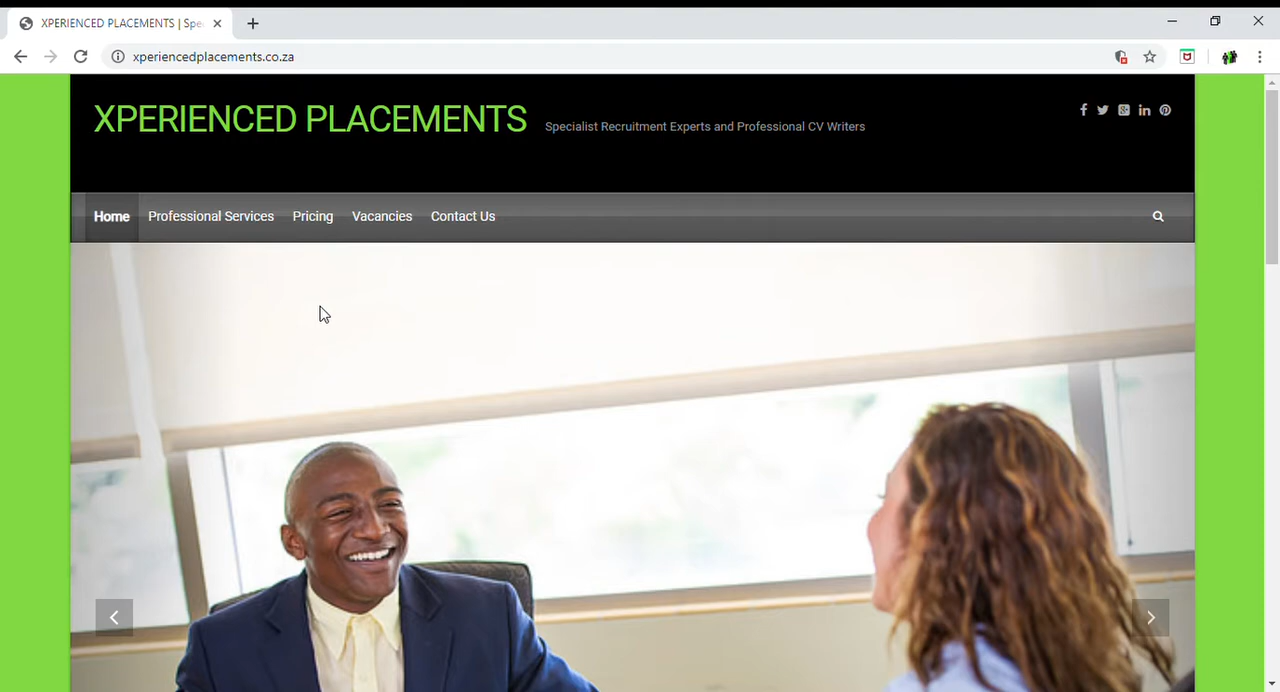 XPERIENCED PLACEMENTS | Spe
xperiencedplacements.co.za
XPERIENCED PLACEMENTS
Specialist Recruitment Experts and Professional CV Writers
Home Professional Services Pricing Vacancies Contact Us